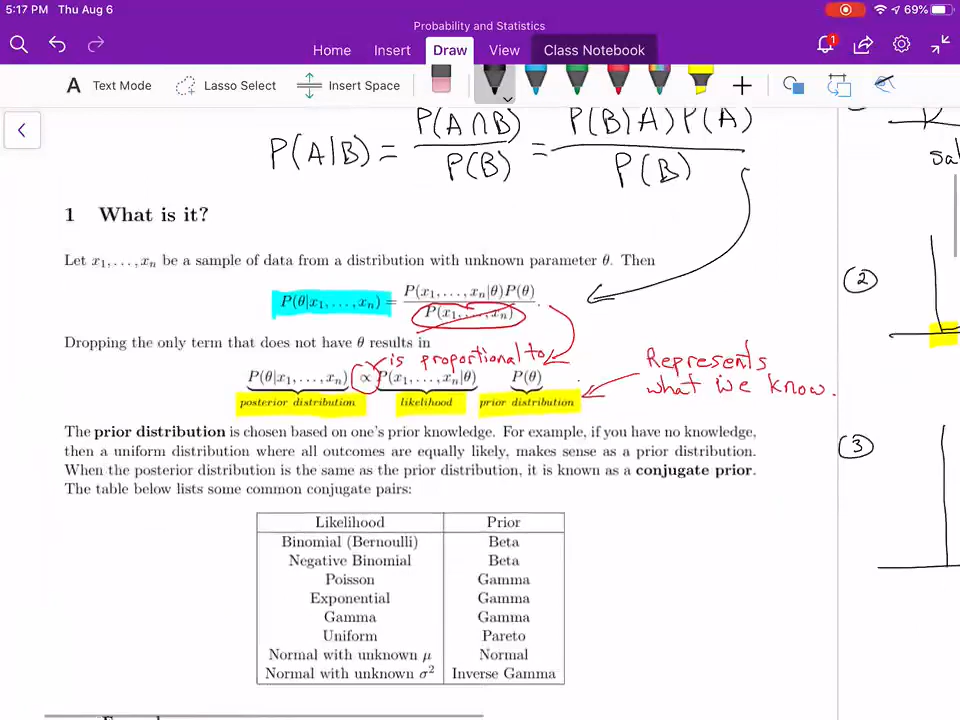 5:17 PM Thu Aug 6
69%
Probability and Statistics
Home Insert Draw View Class Notebook
1
A Text Mode Lasso Select Insert Space
P(A|B) = P(A∩B) / P(B) = P(B|A)P(A) / P(B)
1 What is it?
Let x₁, . . . , xₙ be a sample of data from a distribution with unknown parameter θ. Then
P(θ|x₁, . . . , xₙ) = P(x₁, . . . , xₙ|θ)P(θ) / P(x₁, . . . , xₙ).
Dropping the only term that does not have θ results in
is proportional to
P(θ|x₁, . . . , xₙ) ∝ P(x₁, . . . , xₙ|θ) P(θ) .
posterior distribution likelihood prior distribution
Represents
what we know.
The prior distribution is chosen based on one's prior knowledge. For example, if you have no knowledge,
then a uniform distribution where all outcomes are equally likely, makes sense as a prior distribution.
When the posterior distribution is the same as the prior distribution, it is known as a conjugate prior.
The table below lists some common conjugate pairs:
Likelihood Prior
Binomial (Bernoulli) Beta
Negative Binomial Beta
Poisson Gamma
Exponential Gamma
Gamma Gamma
Uniform Pareto
Normal with unknown μ Normal
Normal with unknown σ² Inverse Gamma
sal
2
3